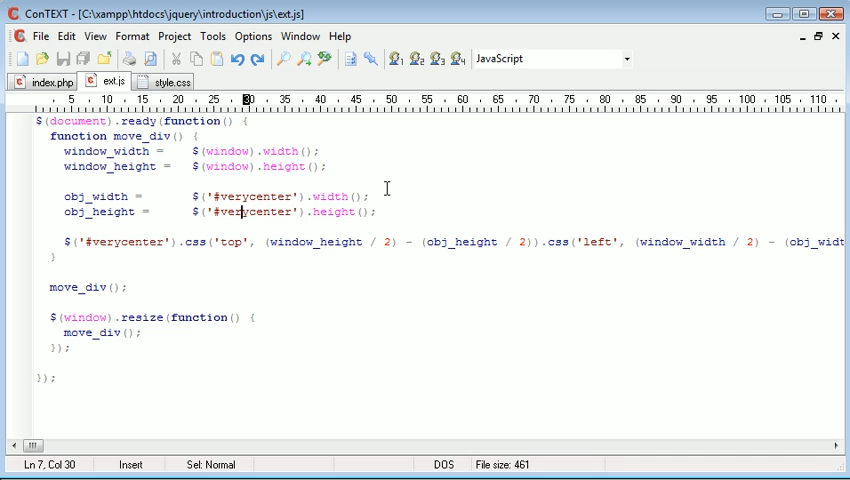 ConTEXT - [C:\xampp\htdocs\jquery\introduction\js\ext.js]
File Edit View Format Project Tools Options Window Help
1 2 3 4 JavaScript
index.php ext.js style.css
5 10 15 20 25 30 35 40 45 50 55 60 65 70 75 80 85 90 95 100 105 110
$(document).ready(function() {
function move_div() {
window_width = $(window).width();
window_height = $(window).height();
obj_width = $('#verycenter').width();
obj_height = $('#verycenter').height();
$('#verycenter').css('top', (window_height / 2) - (obj_height / 2)).css('left', (window_width / 2) - (obj_widt
}
move_div();
$(window).resize(function() {
move_div();
});
});
Ln 7, Col 30 Insert Sel: Normal DOS File size: 461